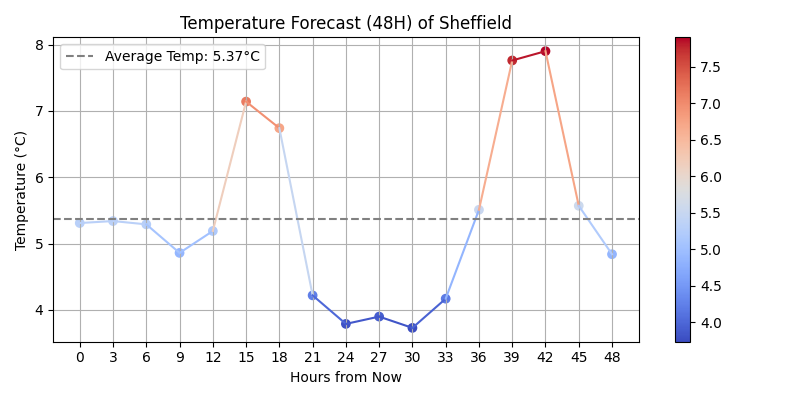 Temperature Forecast (48H) of Sheffield
Average Temp: 5.37°C
Temperature (°C)
8
7
6
5
4
0 3 6 9 12 15 18 21 24 27 30 33 36 39 42 45 48
Hours from Now
7.5
7.0
6.5
6.0
5.5
5.0
4.5
4.0